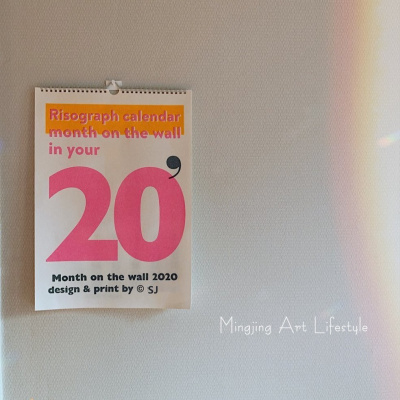 Risograph calendar
month on the wall
in your
20’
Month on the wall 2020
design & print by © SJ
Mingjing Art Lifestyle